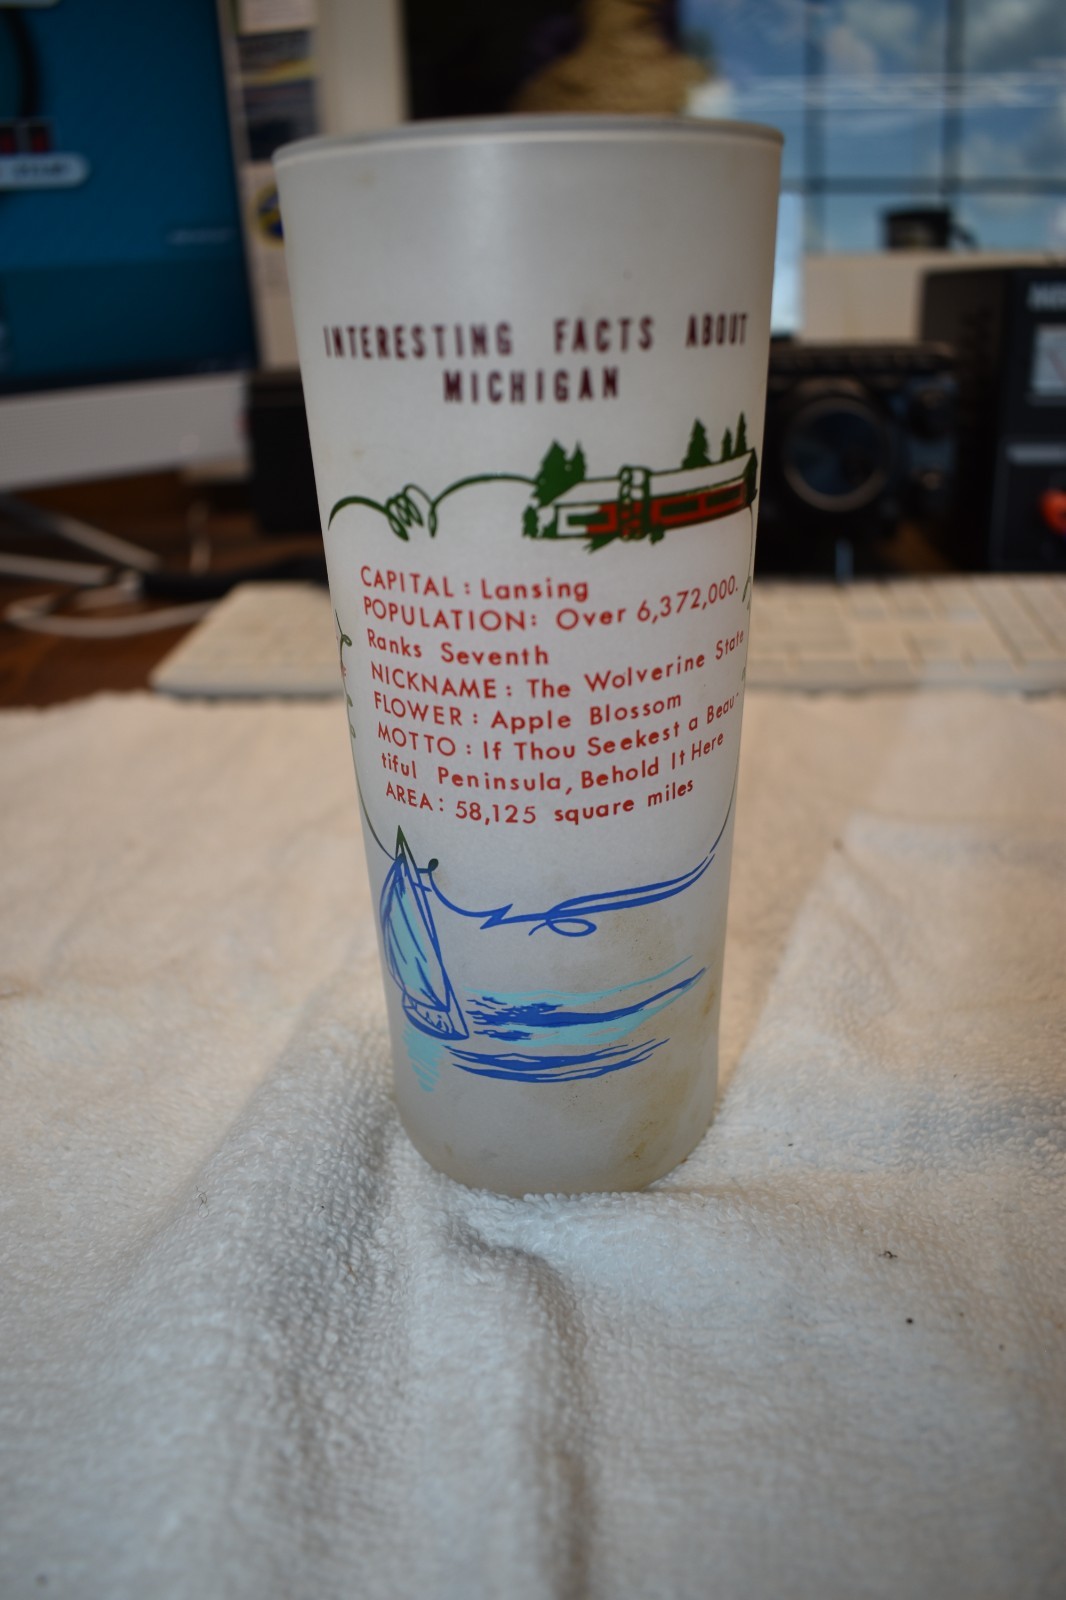 INTERESTING FACTS ABOUT
MICHIGAN
CAPITAL : Lansing
POPULATION: Over 6,372,000.
Ranks Seventh
NICKNAME : The Wolverine State
FLOWER : Apple Blossom
MOTTO : If Thou Seekest a Beau-
tiful Peninsula, Behold It Here
AREA: 58,125 square miles